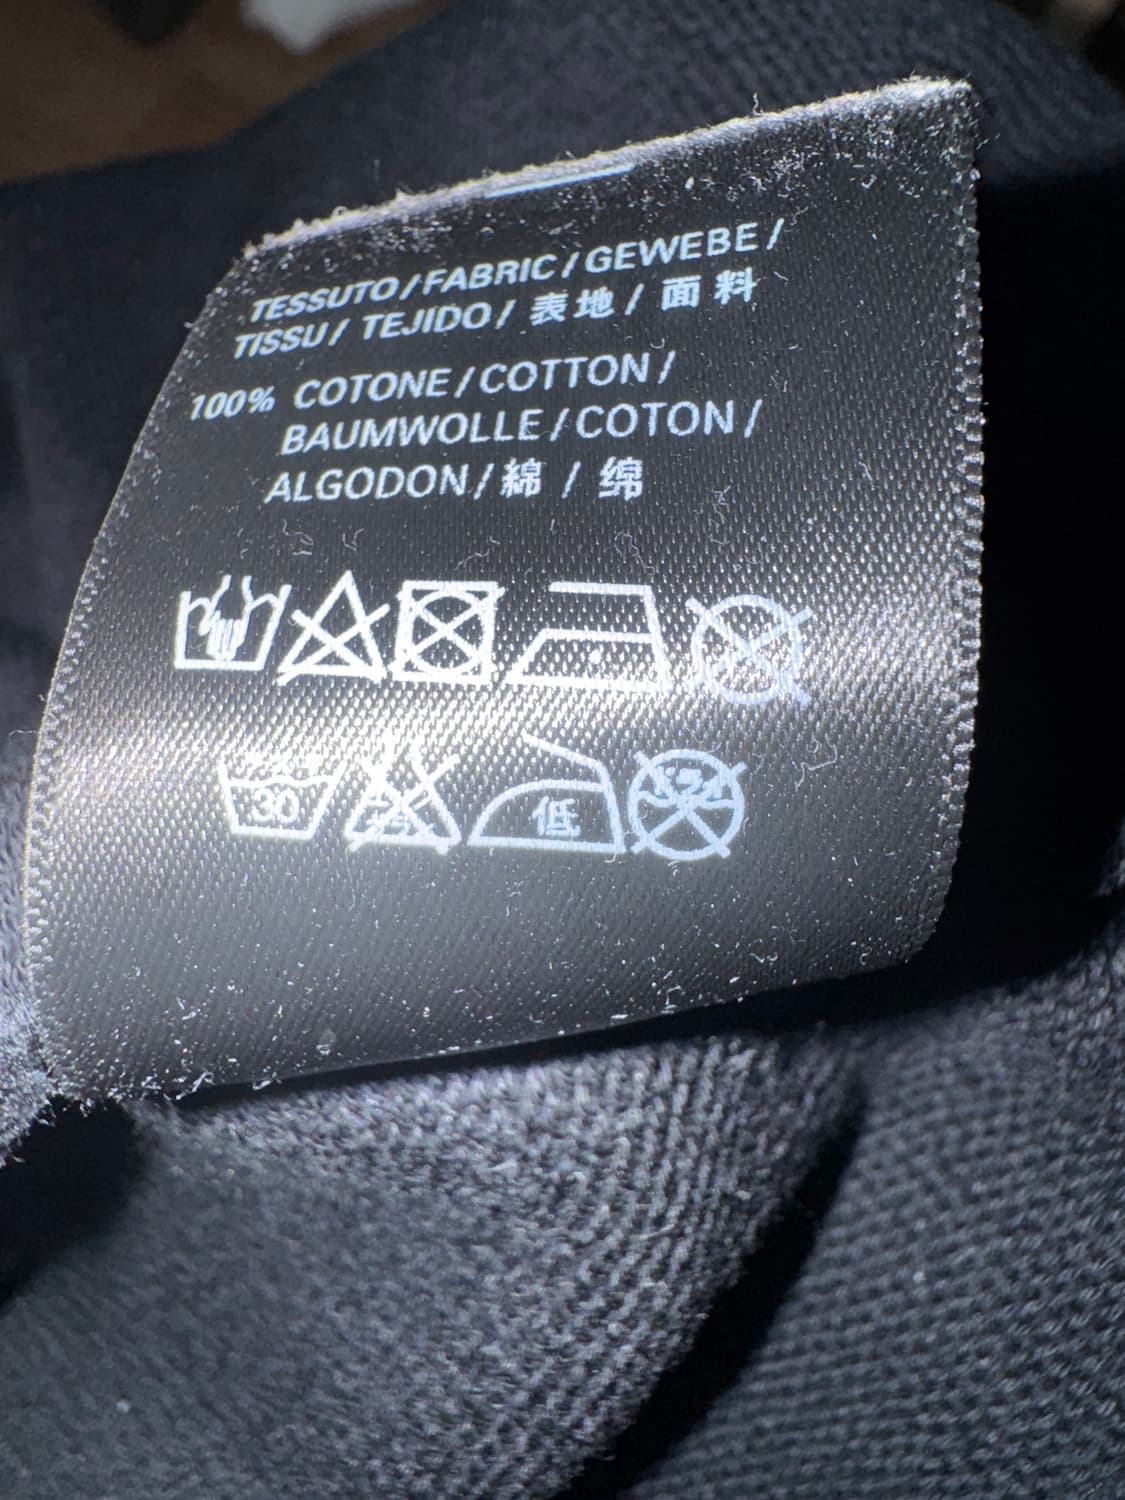 TESSUTO / FABRIC / GEWEBE /
TISSU / TEJIDO / 表地 / 面料
100% COTONE / COTTON /
BAUMWOLLE / COTON /
ALGODON / 綿 / 绵
30 低